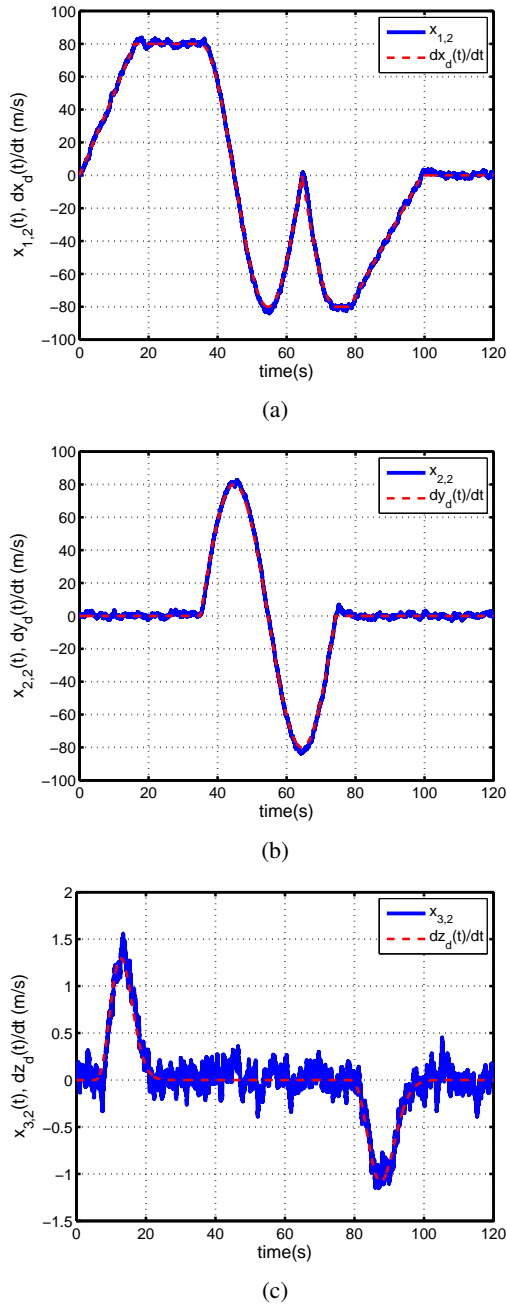 100
80
60
40
20
0
−20
−40
−60
−80
−100
x1,2(t), dxd(t)/dt (m/s)
x1,2
dxd(t)/dt
0 20 40 60 80 100 120
time(s)
(a)
100
80
60
40
20
0
−20
−40
−60
−80
−100
x2,2(t), dyd(t)/dt (m/s)
x2,2
dyd(t)/dt
0 20 40 60 80 100 120
time(s)
(b)
2
1.5
1
0.5
0
−0.5
−1
−1.5
x3,2(t), dzd(t)/dt (m/s)
x3,2
dzd(t)/dt
0 20 40 60 80 100 120
time(s)
(c)